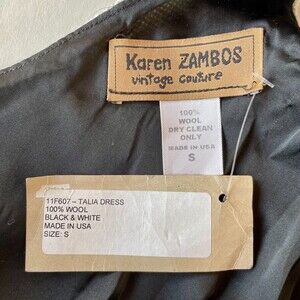 Karen ZAMBOS
vintage couture
100%
WOOL
DRY CLEAN
ONLY
MADE IN USA
S
11F607 – TALIA DRESS
100% WOOL
BLACK & WHITE
MADE IN USA
SIZE: S